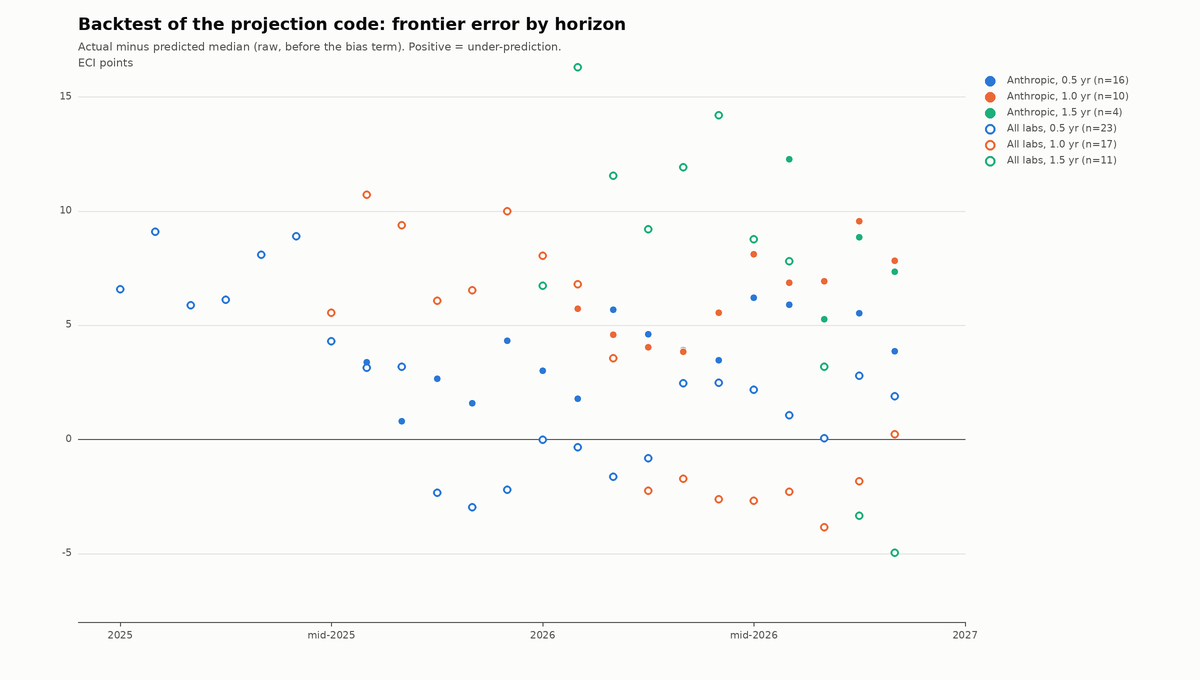 Backtest of the projection code: frontier error by horizon
Actual minus predicted median (raw, before the bias term). Positive = under-prediction.
ECI points
15
10
5
0
-5
2025
mid-2025
2026
mid-2026
2027
Anthropic, 0.5 yr (n=16)
Anthropic, 1.0 yr (n=10)
Anthropic, 1.5 yr (n=4)
All labs, 0.5 yr (n=23)
All labs, 1.0 yr (n=17)
All labs, 1.5 yr (n=11)